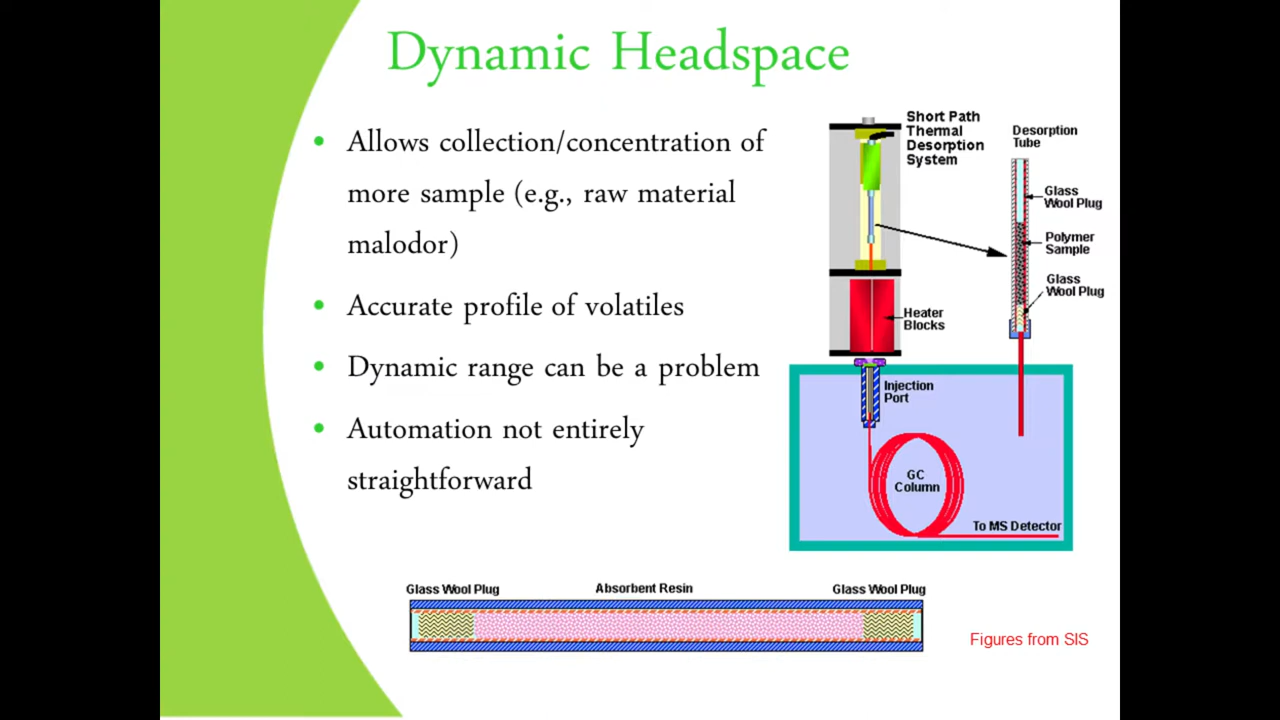 Dynamic Headspace
• Allows collection/concentration of
more sample (e.g., raw material
malodor)
• Accurate profile of volatiles
• Dynamic range can be a problem
• Automation not entirely
straightforward
Short Path
Thermal
Desorption
System
Desorption
Tube
Glass
Wool Plug
Polymer
Sample
Glass
Wool Plug
Heater
Blocks
Injection
Port
GC
Column
To MS Detector
Glass Wool Plug
Absorbent Resin
Glass Wool Plug
Figures from SIS